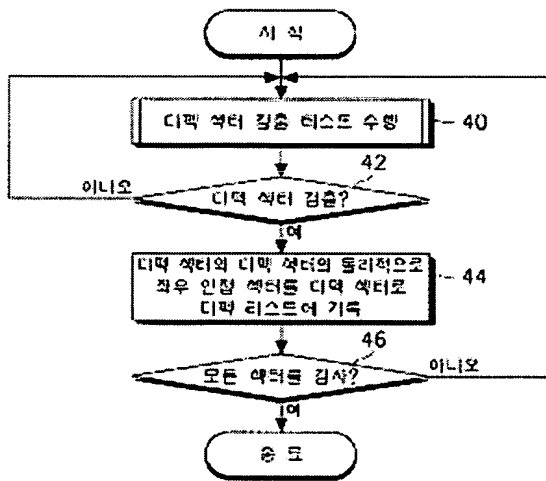 시 작
디펙 섹터 검출 테스트 수행
40
42
아니오
디펙 섹터 검출?
예
디펙 섹터와 디펙 섹터의 물리적으로
좌우 인접 섹터를 디펙 섹터로
디펙 리스트에 기록
44
46
아니오
모든 섹터를 검사?
예
종 료